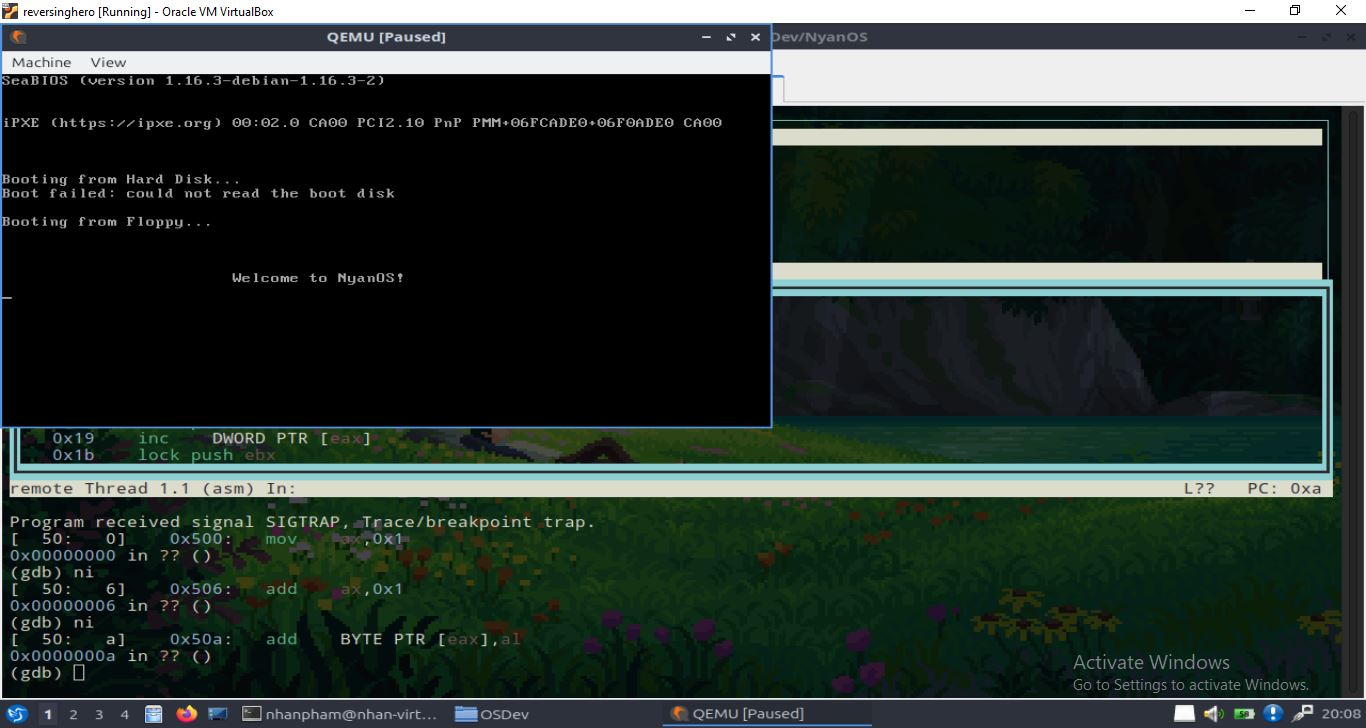 reversinghero [Running] - Oracle VM VirtualBox
QEMU [Paused]
Dev/NyanOS
Machine View
SeaBIOS (version 1.16.3-debian-1.16.3-2)
iPXE (https://ipxe.org) 00:02.0 CA00 PCI2.10 PnP PMM+06FCADE0+06F0ADE0 CA00
Booting from Hard Disk...
Boot failed: could not read the boot disk
Booting from Floppy...
Welcome to NyanOS!
0x19 inc DWORD PTR [eax]
0x1b lock push ebx
remote Thread 1.1 (asm) In: L?? PC: 0xa
Program received signal SIGTRAP, Trace/breakpoint trap.
[ 50: 0] 0x500: mov ax,0x1
0x00000000 in ?? ()
(gdb) ni
[ 50: 6] 0x506: add ax,0x1
0x00000006 in ?? ()
(gdb) ni
[ 50: a] 0x50a: add BYTE PTR [eax],al
0x0000000a in ?? ()
(gdb)
Activate Windows
Go to Settings to activate Windows.
1 2 3 4 nhanpham@nhan-virt... OSDev QEMU [Paused] 58 20:08